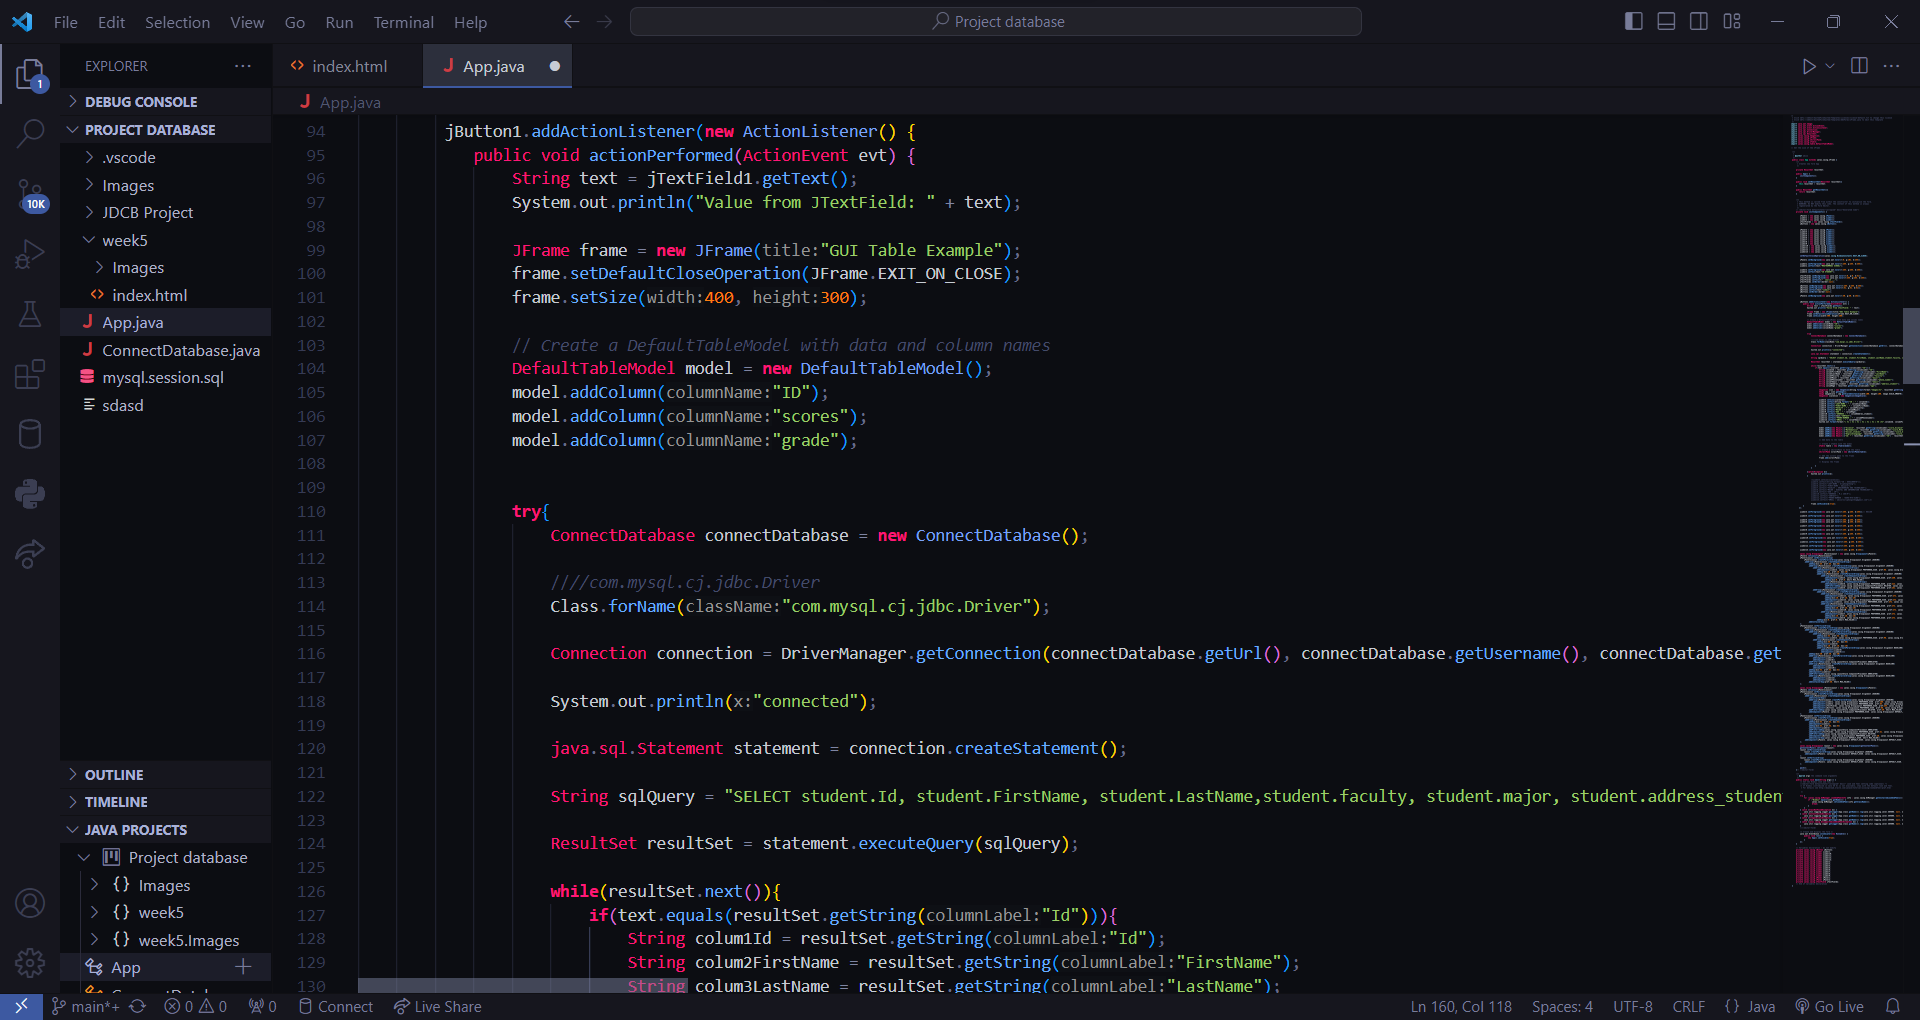 File Edit Selection View Go Run Terminal Help
Project database
EXPLORER
1
10K
DEBUG CONSOLE
PROJECT DATABASE
.vscode
Images
JDCB Project
week5
Images
index.html
App.java
ConnectDatabase.java
mysql.session.sql
sdasd
OUTLINE
TIMELINE
JAVA PROJECTS
Project database
{} Images
{} week5
{} week5.Images
App
index.html
App.java
App.java
94 jButton1.addActionListener(new ActionListener() {
95 public void actionPerformed(ActionEvent evt) {
96 String text = jTextField1.getText();
97 System.out.println("Value from JTextField: " + text);
98
99 JFrame frame = new JFrame(title:"GUI Table Example");
100 frame.setDefaultCloseOperation(JFrame.EXIT_ON_CLOSE);
101 frame.setSize(width:400, height:300);
102
103 // Create a DefaultTableModel with data and column names
104 DefaultTableModel model = new DefaultTableModel();
105 model.addColumn(columnName:"ID");
106 model.addColumn(columnName:"scores");
107 model.addColumn(columnName:"grade");
108
109
110 try{
111 ConnectDatabase connectDatabase = new ConnectDatabase();
112
113 ////com.mysql.cj.jdbc.Driver
114 Class.forName(className:"com.mysql.cj.jdbc.Driver");
115
116 Connection connection = DriverManager.getConnection(connectDatabase.getUrl(), connectDatabase.getUsername(), connectDatabase.get
117
118 System.out.println(x:"connected");
119
120 java.sql.Statement statement = connection.createStatement();
121
122 String sqlQuery = "SELECT student.Id, student.FirstName, student.LastName,student.faculty, student.major, student.address_studen
123
124 ResultSet resultSet = statement.executeQuery(sqlQuery);
125
126 while(resultSet.next()){
127 if(text.equals(resultSet.getString(columnLabel:"Id"))){
128 String colum1Id = resultSet.getString(columnLabel:"Id");
129 String colum2FirstName = resultSet.getString(columnLabel:"FirstName");
130 String colum3LastName = resultSet.getString(columnLabel:"LastName");
main*+ 0 0 0 Connect Live Share
Ln 160, Col 118 Spaces: 4 UTF-8 CRLF {} Java Go Live